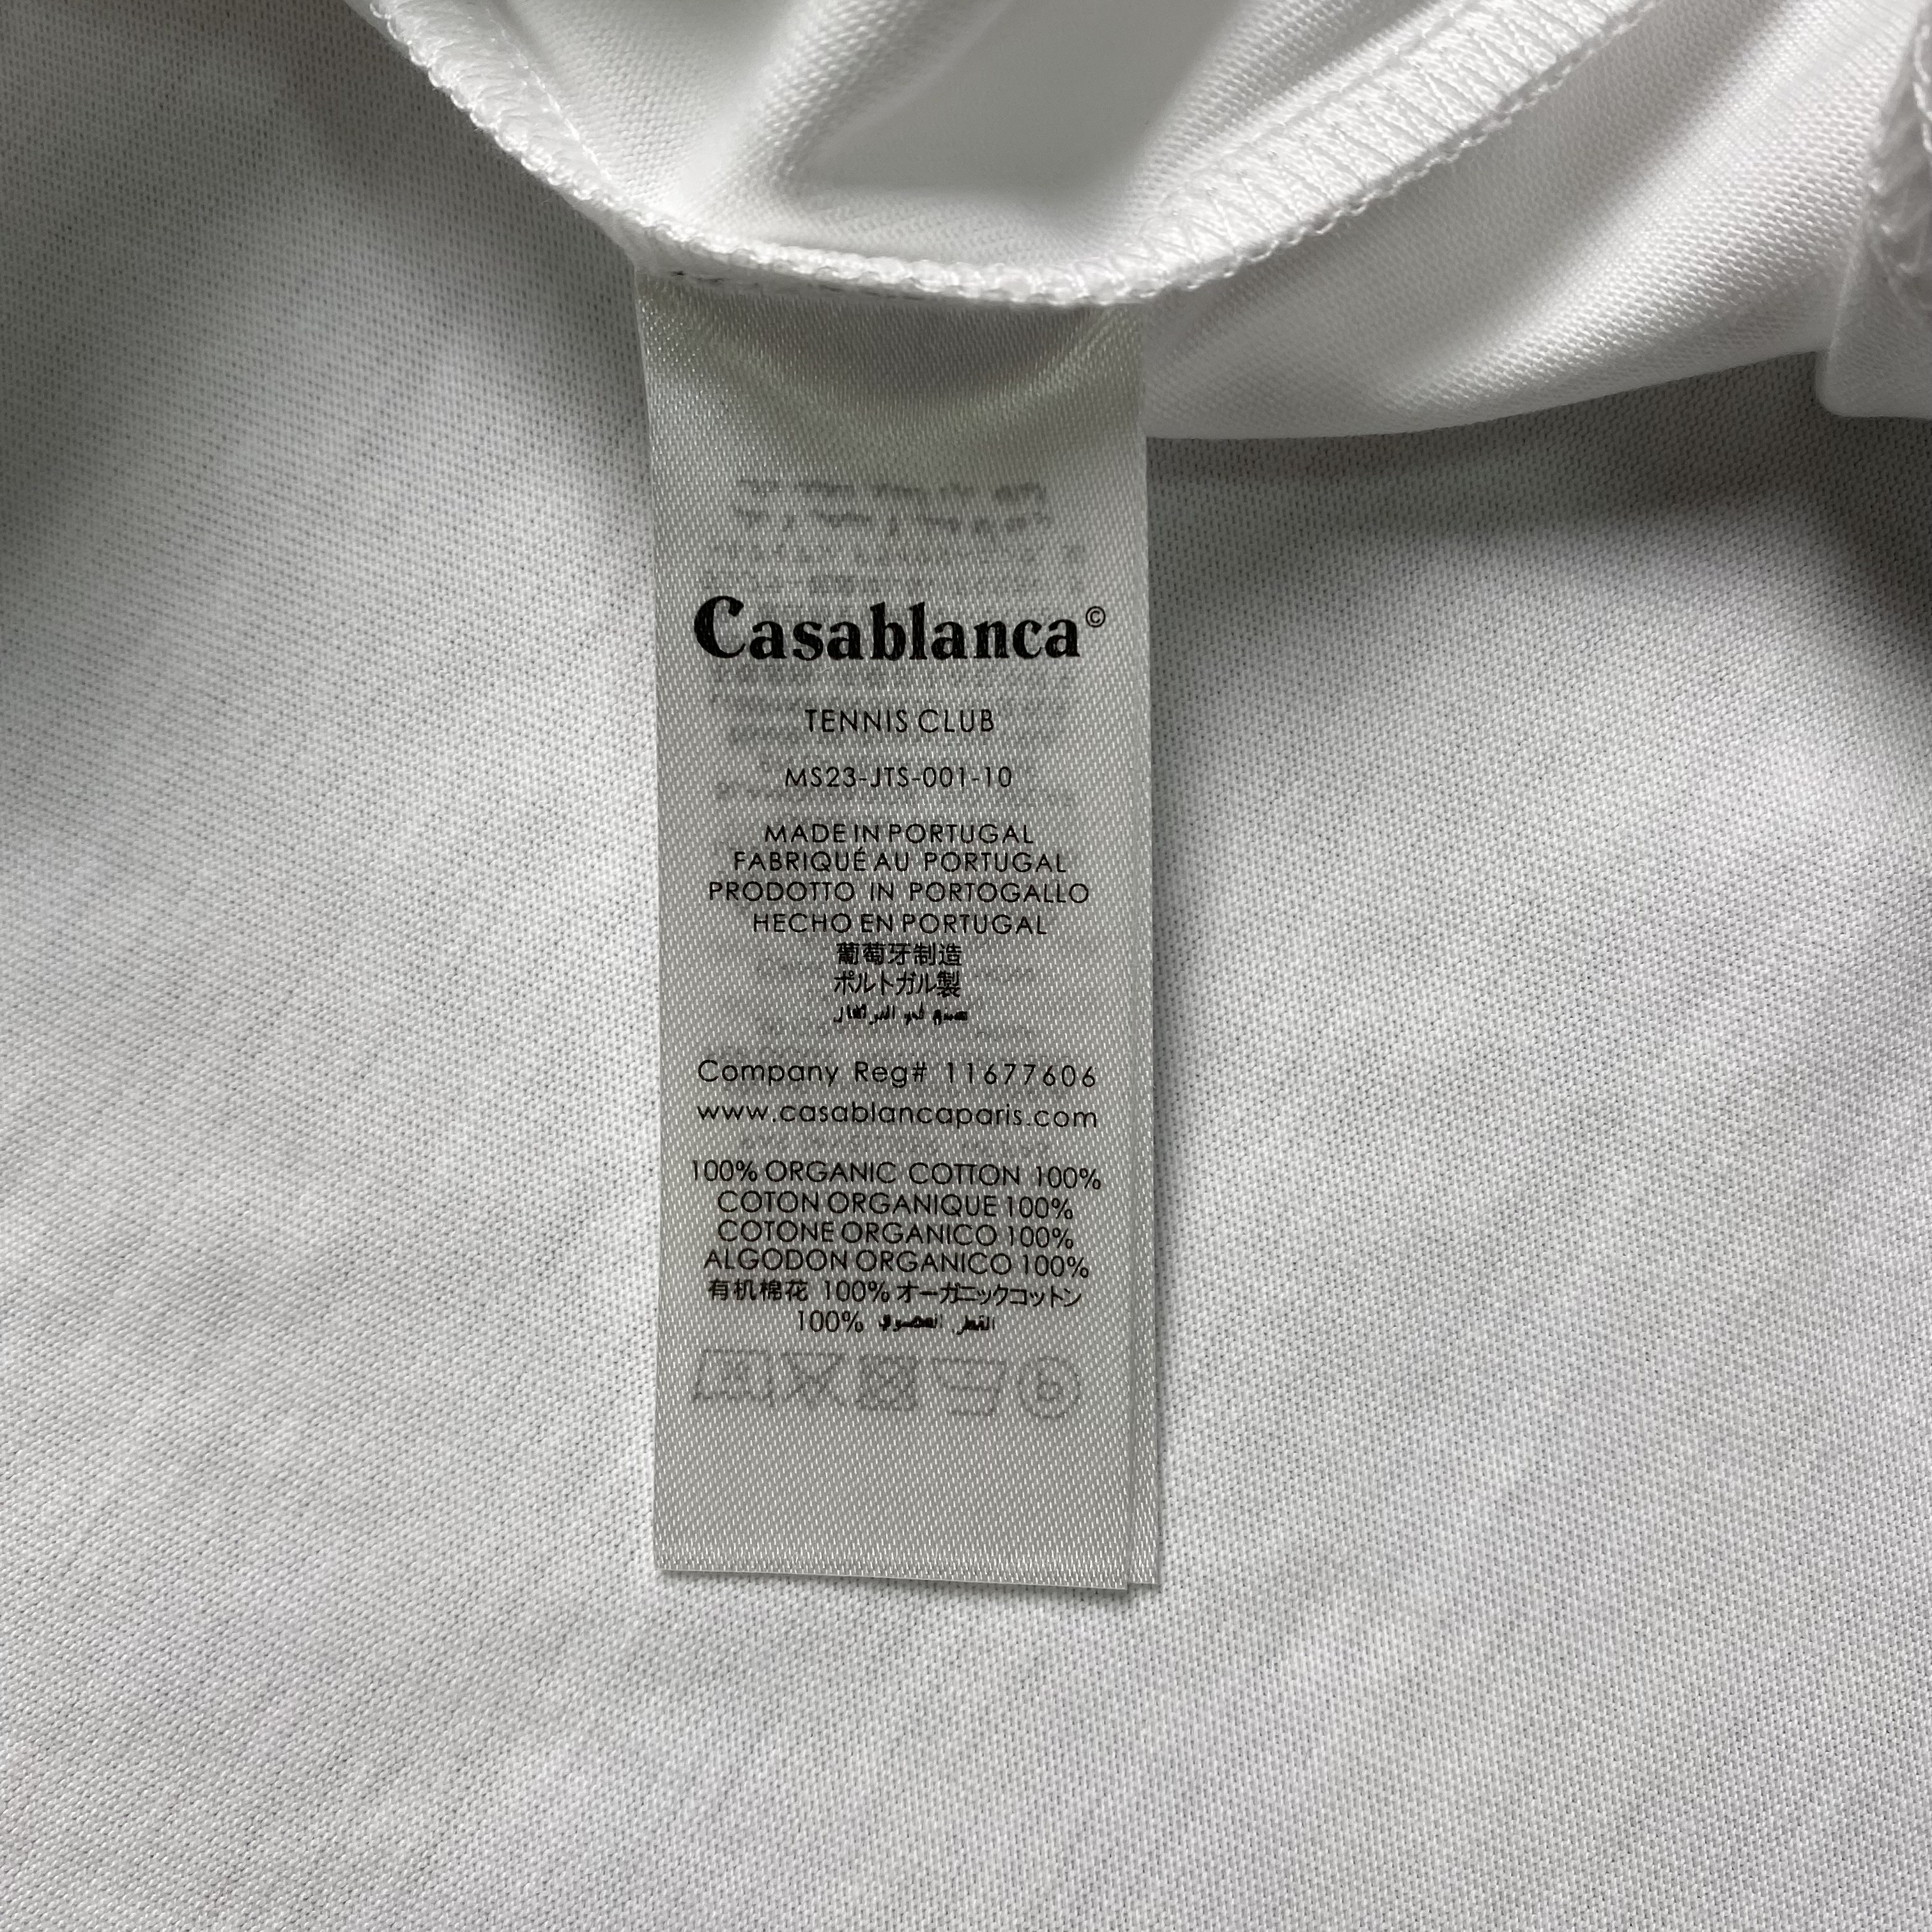 Casablanca©
TENNIS CLUB
MS23-JTS-001-10
MADE IN PORTUGAL
FABRIQUÉ AU PORTUGAL
PRODOTTO IN PORTOGALLO
HECHO EN PORTUGAL
葡萄牙制造
ポルトガル製
Company Reg# 11677606
www.casablancaparis.com
100% ORGANIC COTTON 100%
COTON ORGANIQUE 100%
COTONE ORGANICO 100%
ALGODON ORGANICO 100%
有机棉花 100% オーガニックコットン
100% القطن العضوي